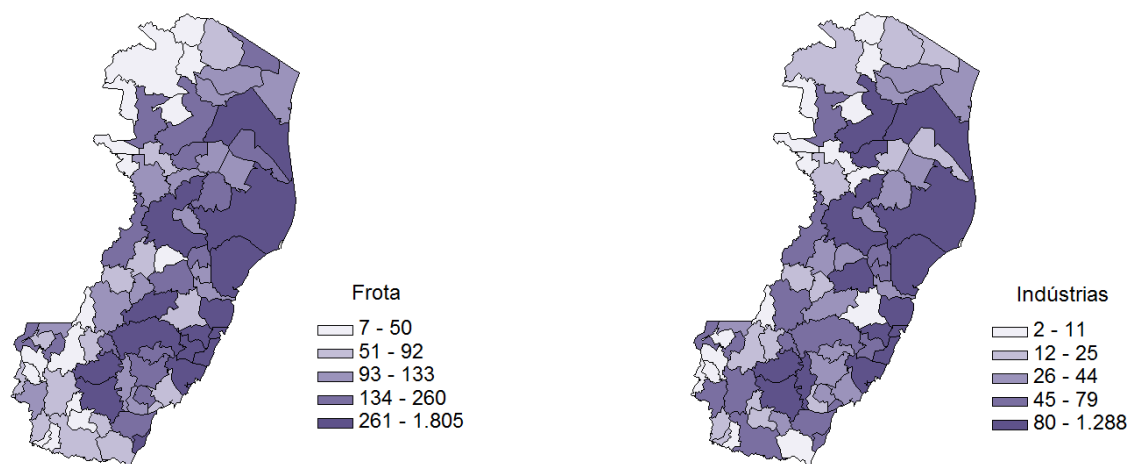 Frota
7 - 50
51 - 92
93 - 133
134 - 260
261 - 1.805
Indústrias
2 - 11
12 - 25
26 - 44
45 - 79
80 - 1.288